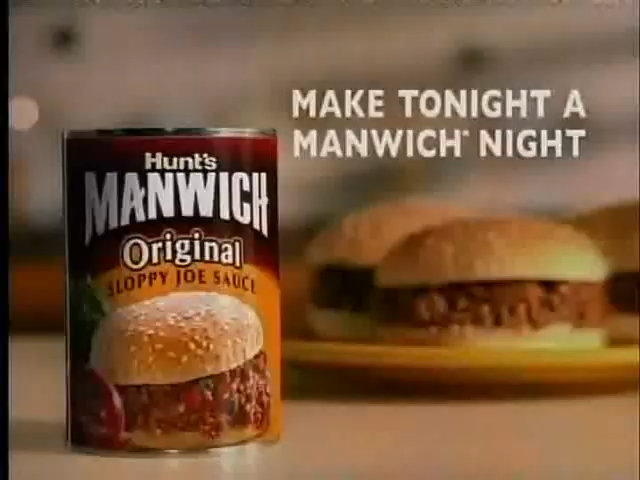 MAKE TONIGHT A
MANWICH® NIGHT
Hunt's
MANWICH
Original
SLOPPY JOE SAUCE